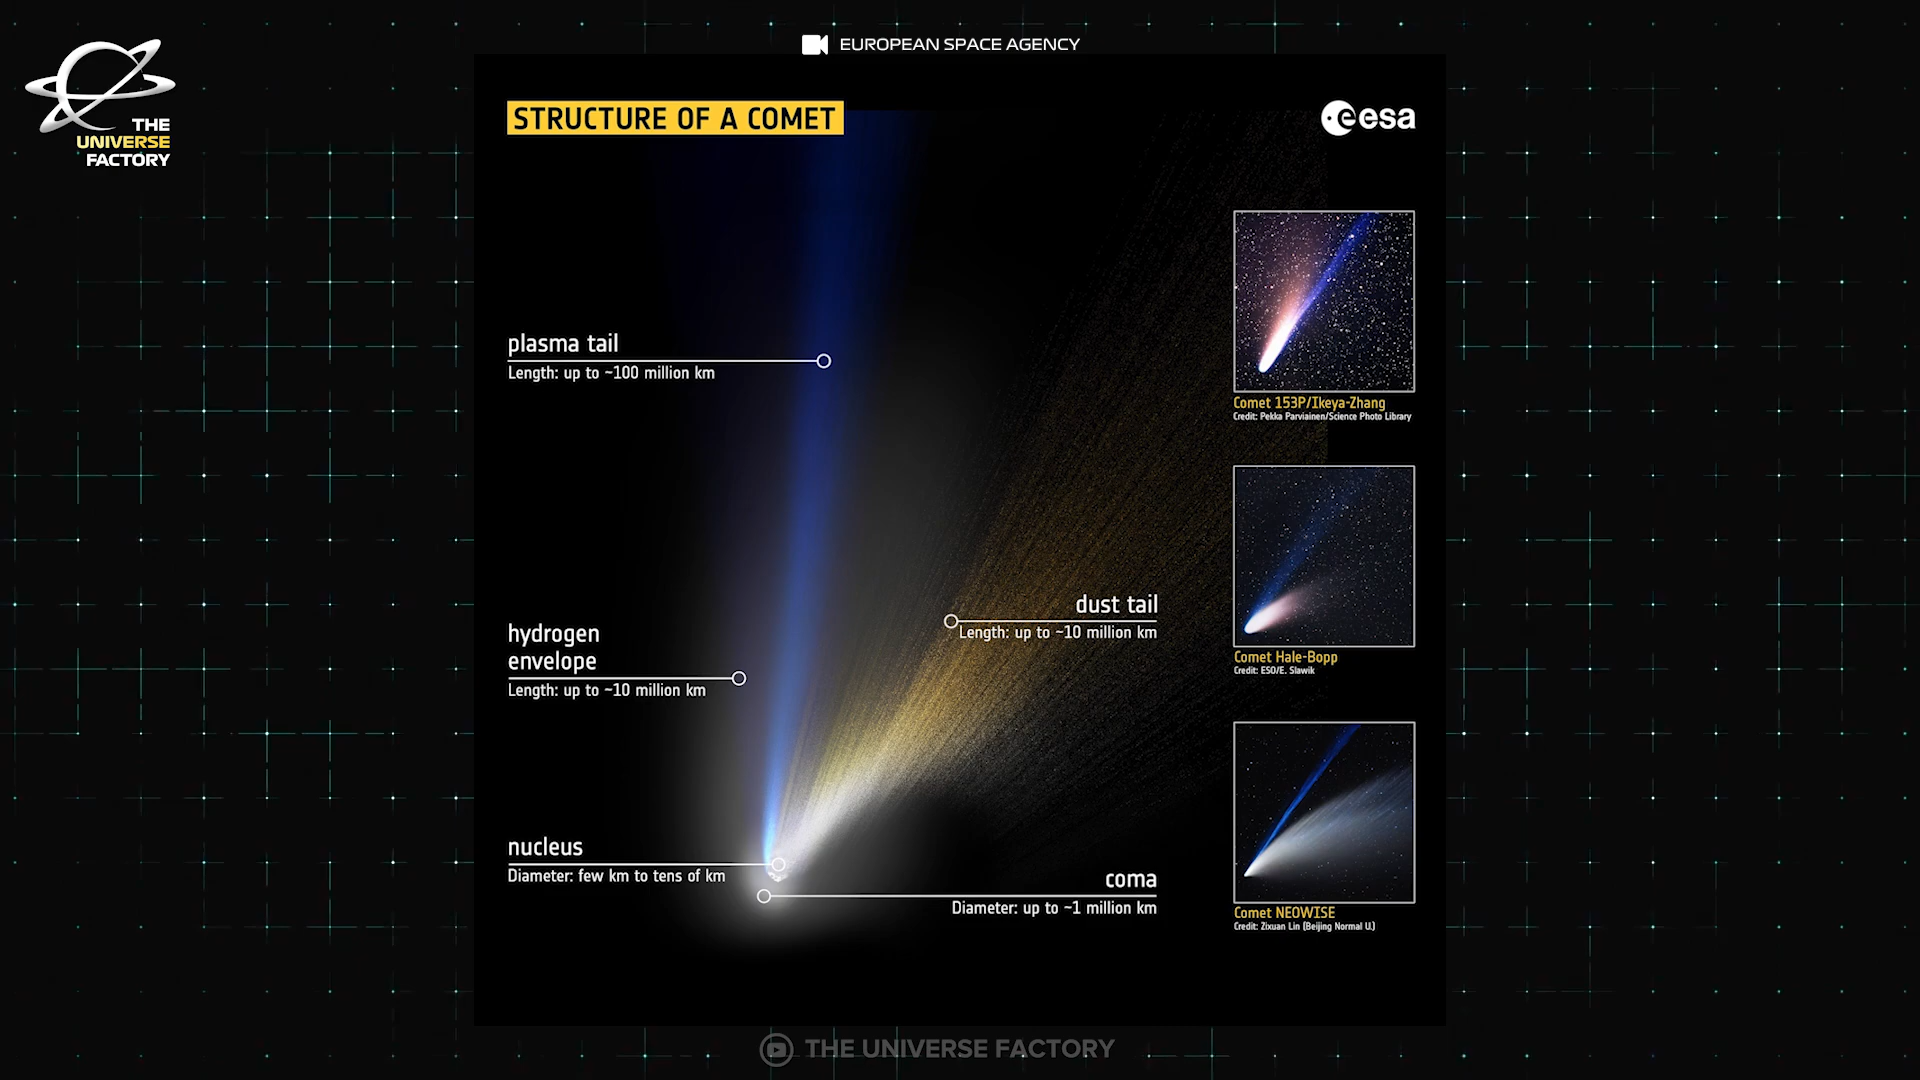 EUROPEAN SPACE AGENCY
THE
UNIVERSE
FACTORY
STRUCTURE OF A COMET
esa
plasma tail
Length: up to ~100 million km
hydrogen
envelope
Length: up to ~10 million km
dust tail
Length: up to ~10 million km
nucleus
Diameter: few km to tens of km
coma
Diameter: up to ~1 million km
Comet 153P/Ikeya-Zhang
Credit: Pekka Parviainen/Science Photo Library
Comet Hale-Bopp
Credit: ESO/E. Slawik
Comet NEOWISE
Credit: Zixuan Lin (Beijing Normal U.)
THE UNIVERSE FACTORY